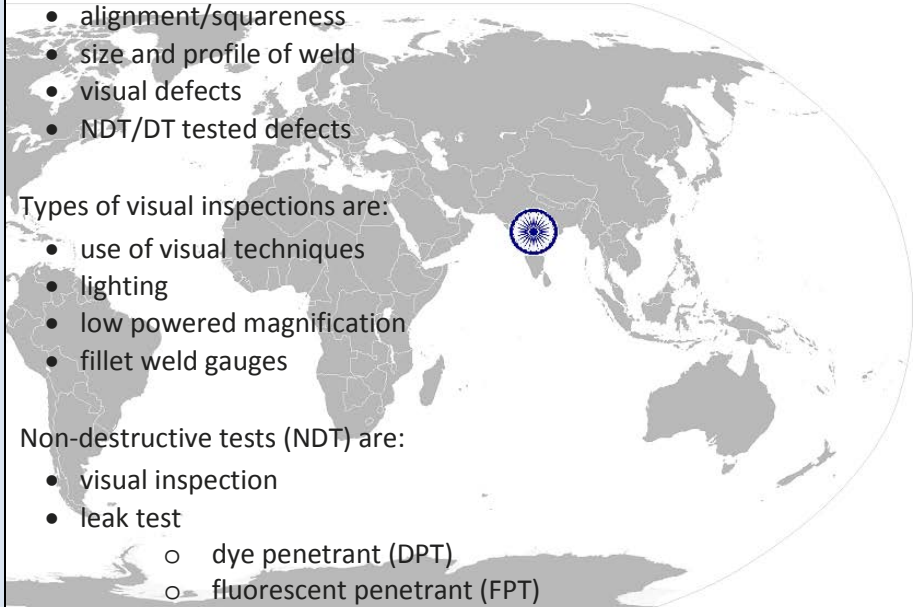 • alignment/squareness
• size and profile of weld
• visual defects
• NDT/DT tested defects
Types of visual inspections are:
• use of visual techniques
• lighting
• low powered magnification
• fillet weld gauges
Non-destructive tests (NDT) are:
• visual inspection
• leak test
o dye penetrant (DPT)
o fluorescent penetrant (FPT)